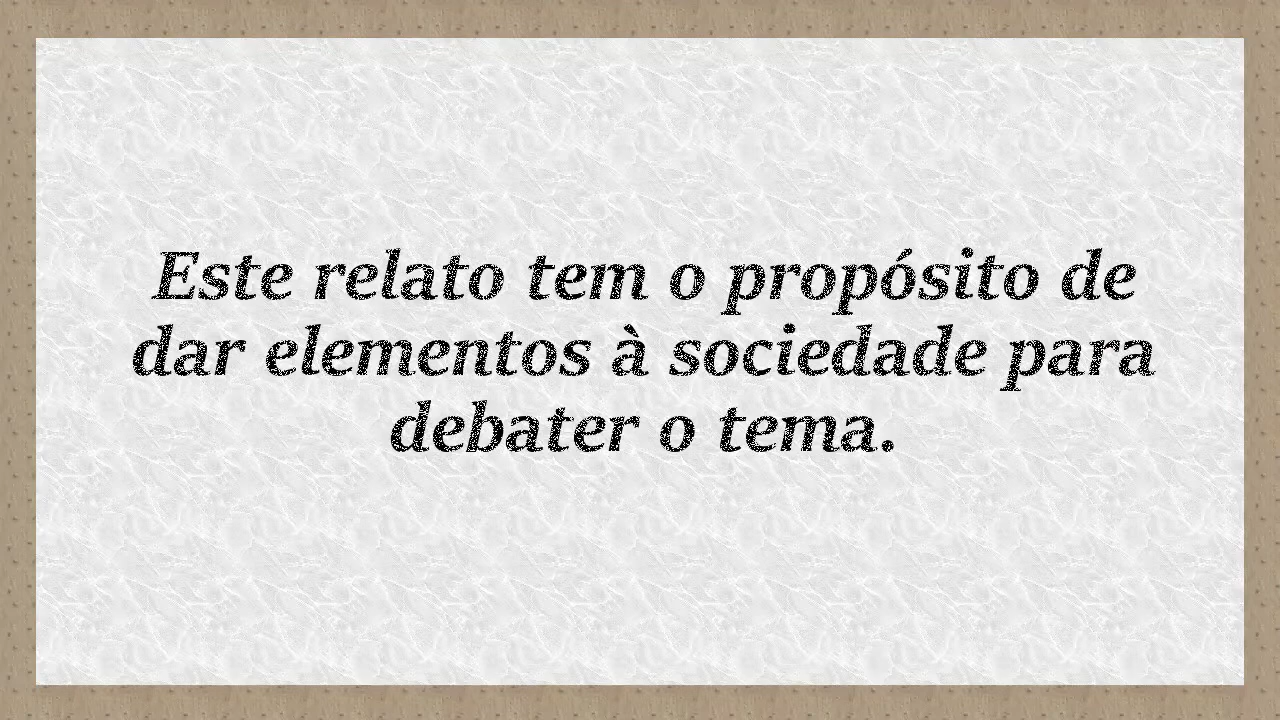 Este relato tem o propósito de
dar elementos à sociedade para
debater o tema.